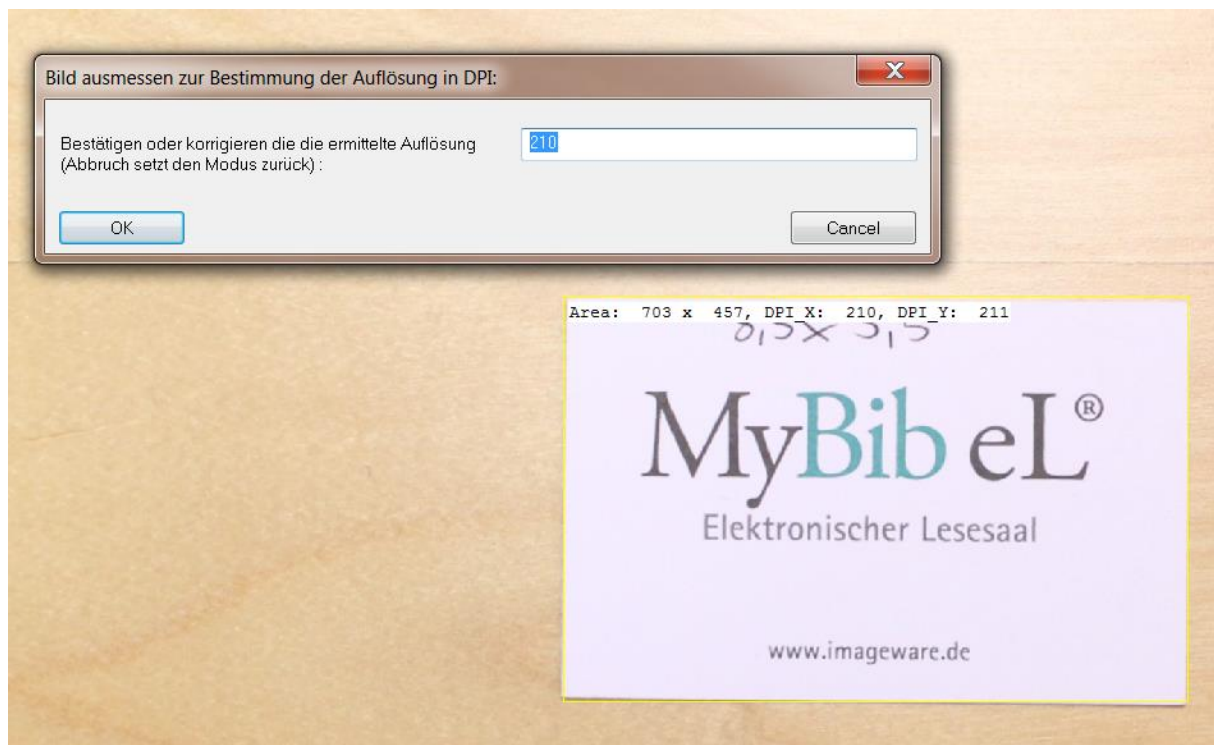 Bild ausmessen zur Bestimmung der Auflösung in DPI:
Bestätigen oder korrigieren die die ermittelte Auflösung
(Abbruch setzt den Modus zurück) :
210
OK
Cancel
Area: 703 x 457, DPI_X: 210, DPI_Y: 211
MyBib eL®
Elektronischer Lesesaal
www.imageware.de